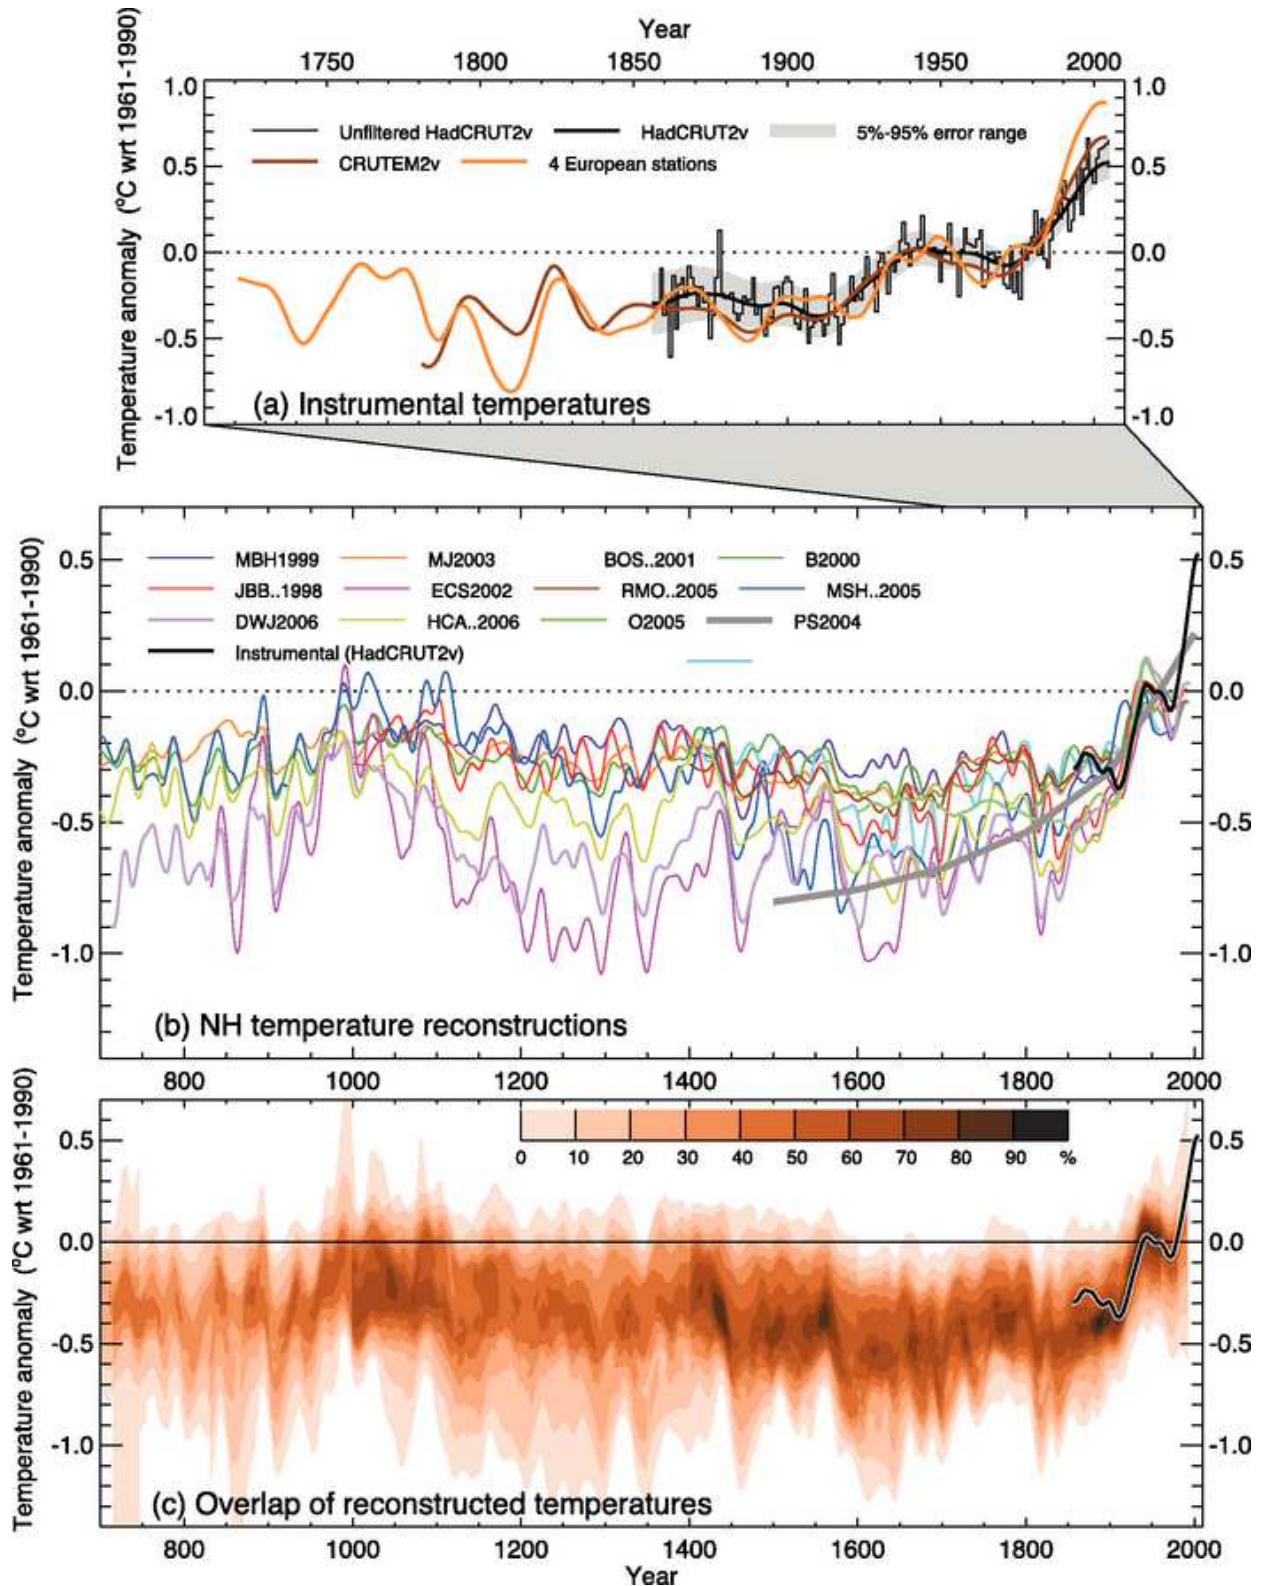 Year
1750 1800 1850 1900 1950 2000
Temperature anomaly (°C wrt 1961-1990)
1.0 1.0
Unfiltered HadCRUT2v HadCRUT2v 5%-95% error range
CRUTEM2v 4 European stations
0.5 0.5
0.0 0.0
-0.5 -0.5
-1.0 -1.0
(a) Instrumental temperatures
Temperature anomaly (°C wrt 1961-1990)
0.5 0.5
MBH1999 MJ2003 BOS..2001 B2000
JBB..1998 ECS2002 RMO..2005 MSH..2005
DWJ2006 HCA..2006 O2005 PS2004
Instrumental (HadCRUT2v)
0.0 0.0
-0.5 -0.5
-1.0 -1.0
(b) NH temperature reconstructions
800 1000 1200 1400 1600 1800 2000
Temperature anomaly (°C wrt 1961-1990)
0.5 0.5
0 10 20 30 40 50 60 70 80 90 %
0.0 0.0
-0.5 -0.5
-1.0 -1.0
(c) Overlap of reconstructed temperatures
800 1000 1200 1400 1600 1800 2000
Year